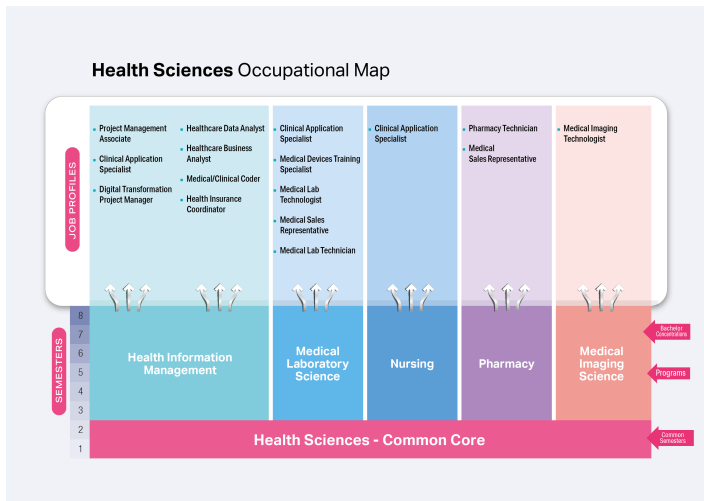 Health Sciences Occupational Map
JOB PROFILES
• Project Management
Associate
• Clinical Application
Specialist
• Digital Transformation
Project Manager
• Healthcare Data Analyst
• Healthcare Business
Analyst
• Medical/Clinical Coder
• Health Insurance
Coordinator
• Clinical Application
Specialist
• Medical Devices Training
Specialist
• Medical Lab
Technologist
• Medical Sales
Representative
• Medical Lab Technician
• Clinical Application
Specialist
• Pharmacy Technician
• Medical
Sales Representative
• Medical Imaging
Technologist
SEMESTERS
8
7
6
5
4
3
2
1
Health Information
Management
Medical
Laboratory
Science
Nursing
Pharmacy
Medical
Imaging
Science
Health Sciences - Common Core
Bachelor
Concentrations
Programs
Common
Semesters